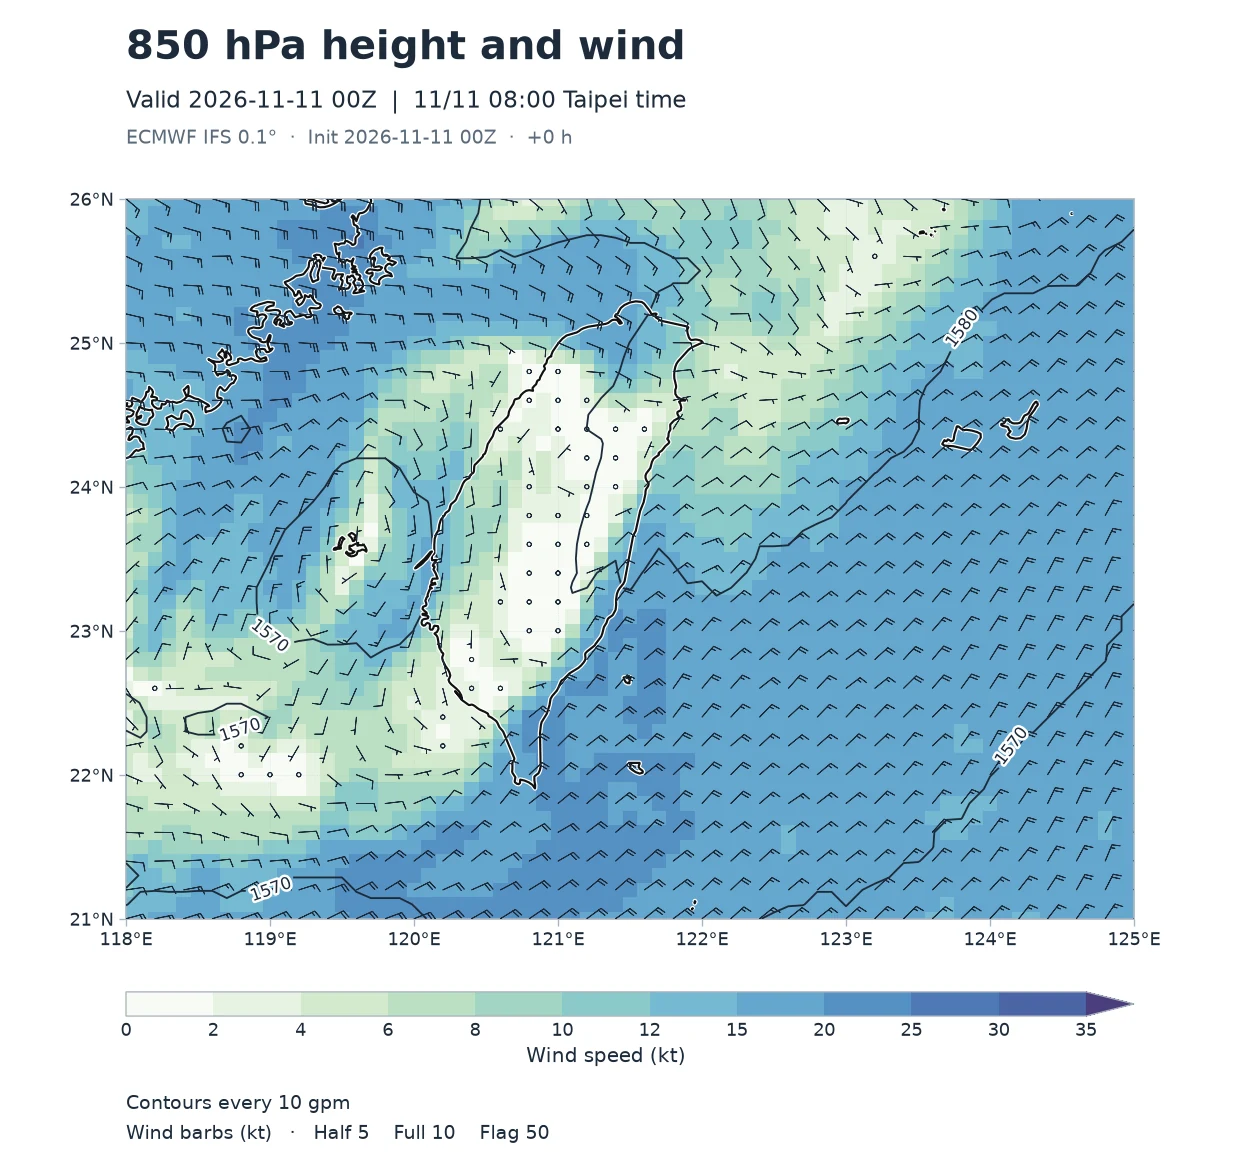 850 hPa height and wind
Valid 2026-11-11 00Z | 11/11 08:00 Taipei time
ECMWF IFS 0.1° · Init 2026-11-11 00Z · +0 h
26°N
25°N
24°N
23°N
22°N
21°N
1580
1570
1570
1570
1570
118°E 119°E 120°E 121°E 122°E 123°E 124°E 125°E
0 2 4 6 8 10 12 15 20 25 30 35
Wind speed (kt)
Contours every 10 gpm
Wind barbs (kt) · Half 5 Full 10 Flag 50